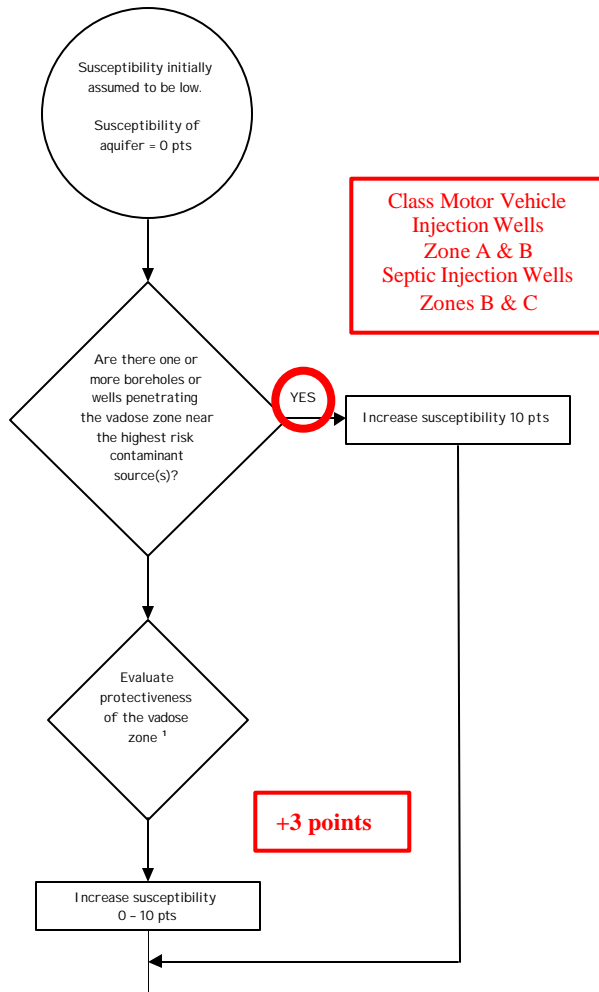 Susceptibility initially
assumed to be low.
Susceptibility of
aquifer = 0 pts
Class Motor Vehicle
Injection Wells
Zone A & B
Septic Injection Wells
Zones B & C
Are there one or
more boreholes or
wells penetrating
the vadose zone near
the highest risk
contaminant
source(s)?
YES
Increase susceptibility 10 pts
Evaluate
protectiveness
of the vadose
zone ¹
+3 points
Increase susceptibility
0 – 10 pts